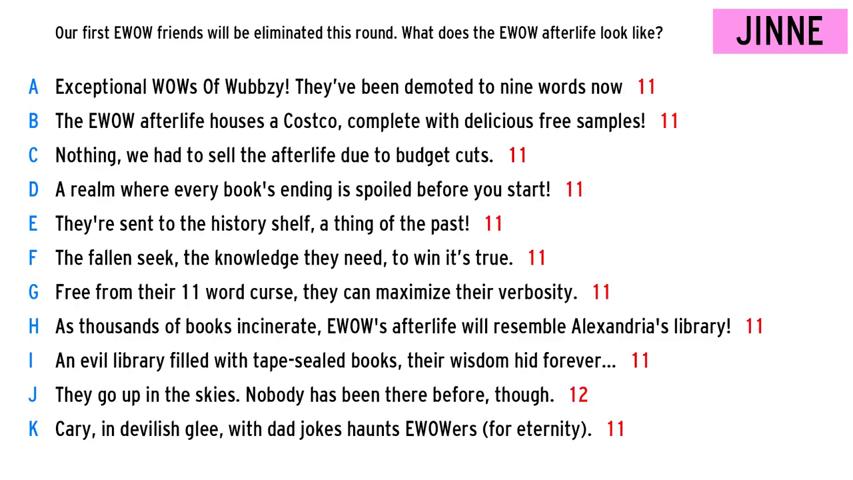 Our first EWOW friends will be eliminated this round. What does the EWOW afterlife look like?
JINNE
A Exceptional WOWs Of Wubbzy! They’ve been demoted to nine words now 11
B The EWOW afterlife houses a Costco, complete with delicious free samples! 11
C Nothing, we had to sell the afterlife due to budget cuts. 11
D A realm where every book's ending is spoiled before you start! 11
E They're sent to the history shelf, a thing of the past! 11
F The fallen seek, the knowledge they need, to win it’s true. 11
G Free from their 11 word curse, they can maximize their verbosity. 11
H As thousands of books incinerate, EWOW's afterlife will resemble Alexandria's library! 11
I An evil library filled with tape-sealed books, their wisdom hid forever... 11
J They go up in the skies. Nobody has been there before, though. 12
K Cary, in devilish glee, with dad jokes haunts EWOWers (for eternity). 11